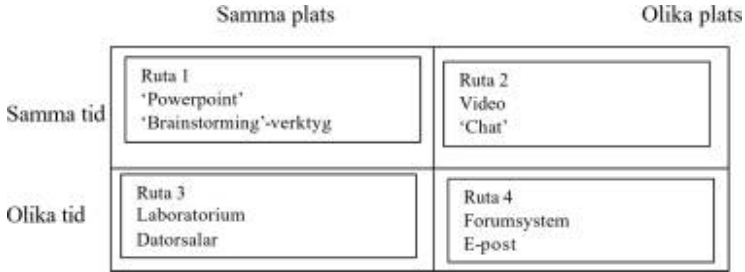 Samma plats Olika plats
Samma tid
Ruta 1
‘Powerpoint’
‘Brainstorming’-verktyg
Ruta 2
Video
‘Chat’
Olika tid
Ruta 3
Laboratorium
Datorsalar
Ruta 4
Forumsystem
E-post